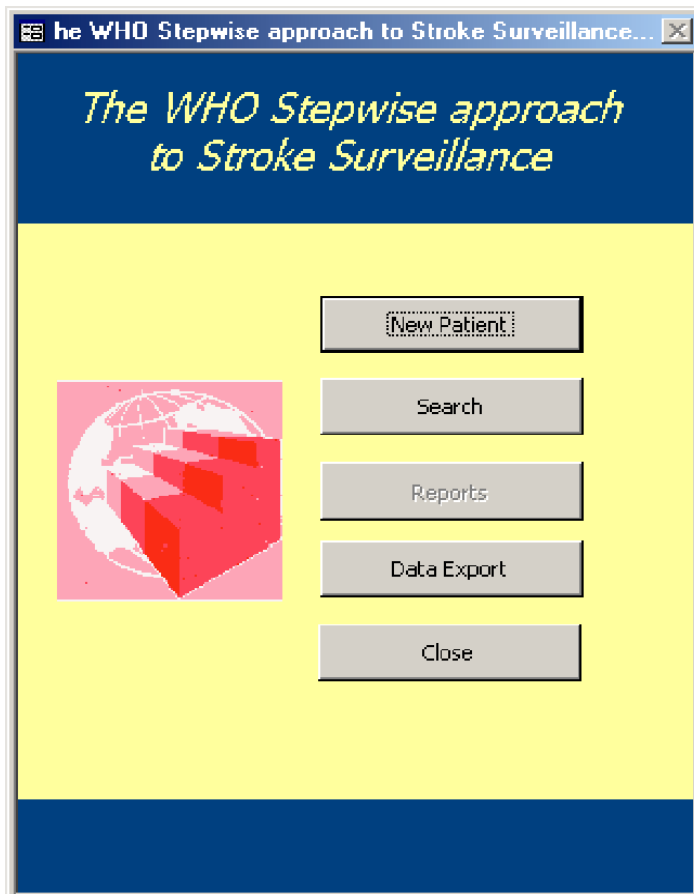 he WHO Stepwise approach to Stroke Surveillance...
The WHO Stepwise approach
to Stroke Surveillance
New Patient
Search
Reports
Data Export
Close